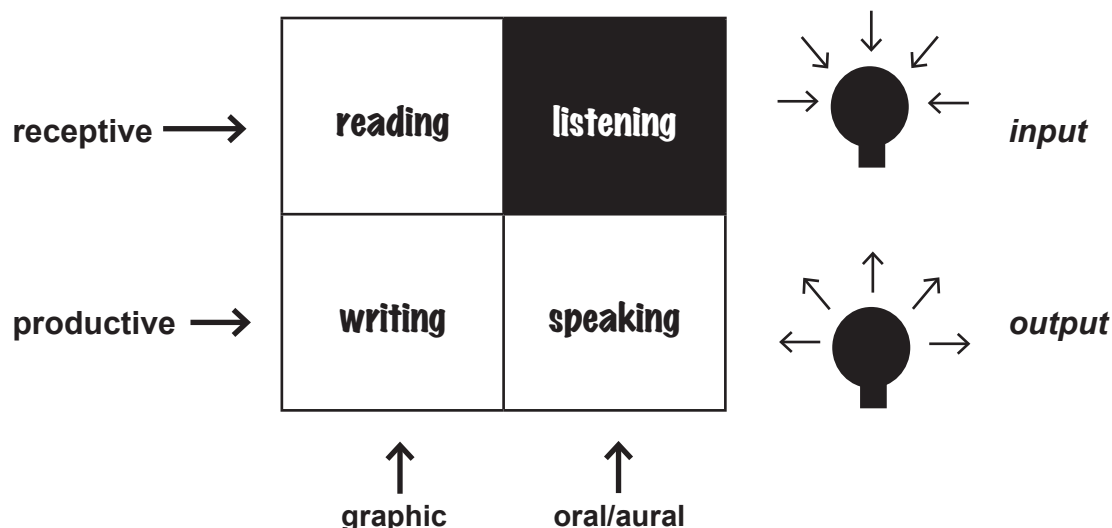 receptive reading listening input
productive writing speaking output
graphic oral/aural